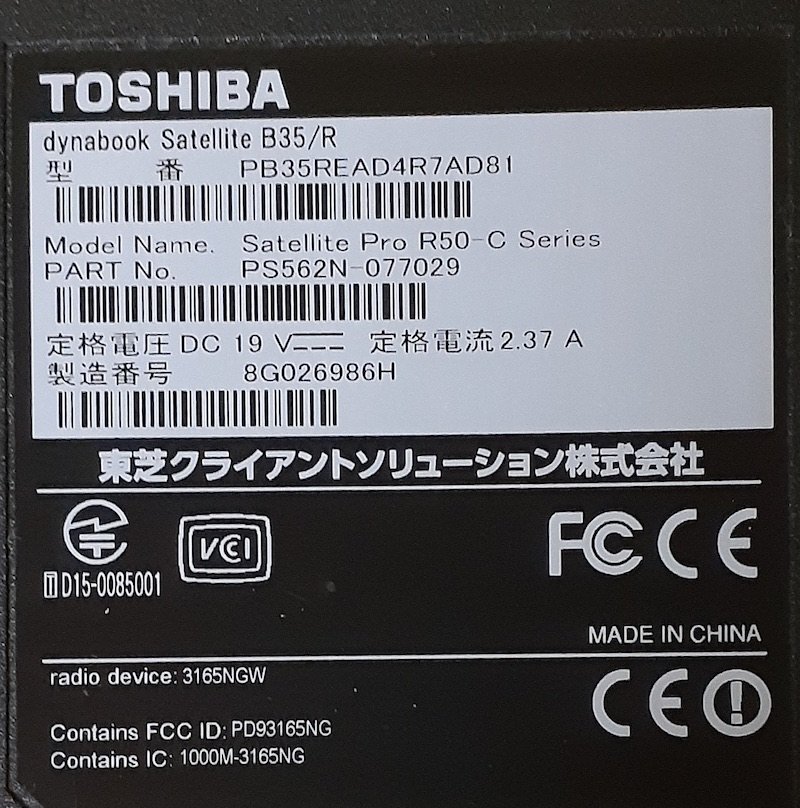 TOSHIBA
dynabook Satellite B35/R
型 番 PB35READ4R7AD81
Model Name. Satellite Pro R50-C Series
PART No. PS562N-077029
定格電圧 DC 19 V 定格電流 2.37 A
製造番号 8G026986H
東芝クライアントソリューション株式会社
VCI
FC CE
T D15-0085001
MADE IN CHINA
radio device: 3165NGW
CE
Contains FCC ID: PD93165NG
Contains IC: 1000M-3165NG